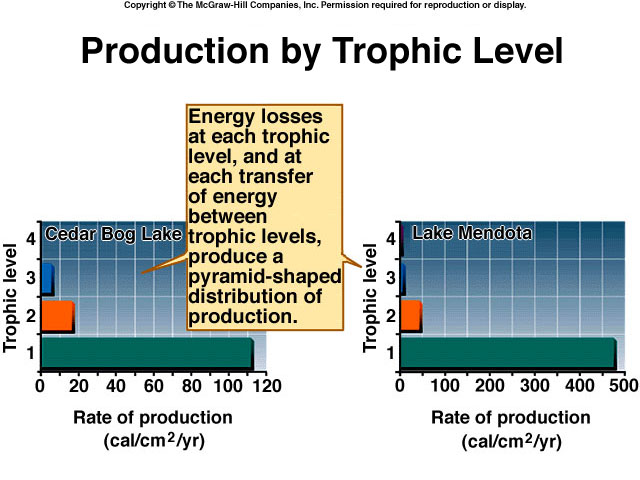 Copyright © The McGraw-Hill Companies, Inc. Permission required for reproduction or display.
Production by Trophic Level
Energy losses
at each trophic
level, and at
each transfer
of energy
between
trophic levels,
produce a
pyramid-shaped
distribution of
production.
Cedar Bog Lake
Trophic level
4
3
2
1
0 20 40 60 80 100 120
Rate of production
(cal/cm²/yr)
Lake Mendota
Trophic level
4
3
2
1
0 100 200 300 400 500
Rate of production
(cal/cm²/yr)